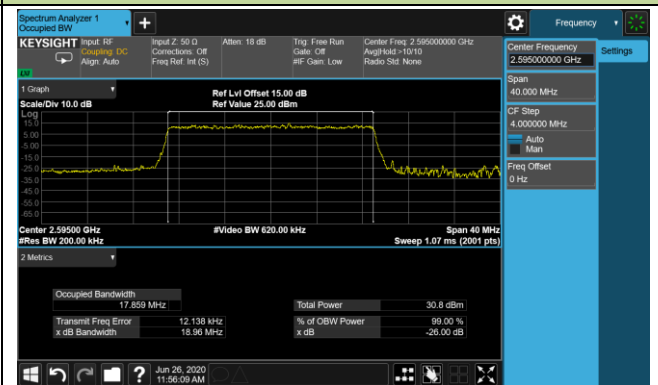 Spectrum Analyzer 1
Occupied BW
+
Frequency
KEYSIGHT
Input: RF
Coupling: DC
Align: Auto
Input Z: 50 Ω
Corrections: Off
Freq Ref: Int (S)
Atten: 18 dB
Trig: Free Run
Gate: Off
#IF Gain: Low
Center Freq: 2.595000000 GHz
Avg|Hold:>10/10
Radio Std: None
Center Frequency
2.595000000 GHz
Settings
Span
40.000 MHz
CF Step
4.000000 MHz
Auto
Man
Freq Offset
0 Hz
1 Graph
Scale/Div 10.0 dB
Ref Lvl Offset 15.00 dB
Ref Value 25.00 dBm
Log
15.0
5.00
-5.00
-15.0
-25.0
-35.0
-45.0
-55.0
-65.0
Center 2.59500 GHz
#Video BW 620.00 kHz
Span 40 MHz
#Res BW 200.00 kHz
Sweep 1.07 ms (2001 pts)
2 Metrics
Occupied Bandwidth
17.859 MHz
Total Power
30.8 dBm
Transmit Freq Error
12.138 kHz
% of OBW Power
99.00 %
x dB Bandwidth
18.96 MHz
x dB
-26.00 dB
?
Jun 26, 2020
11:56:09 AM